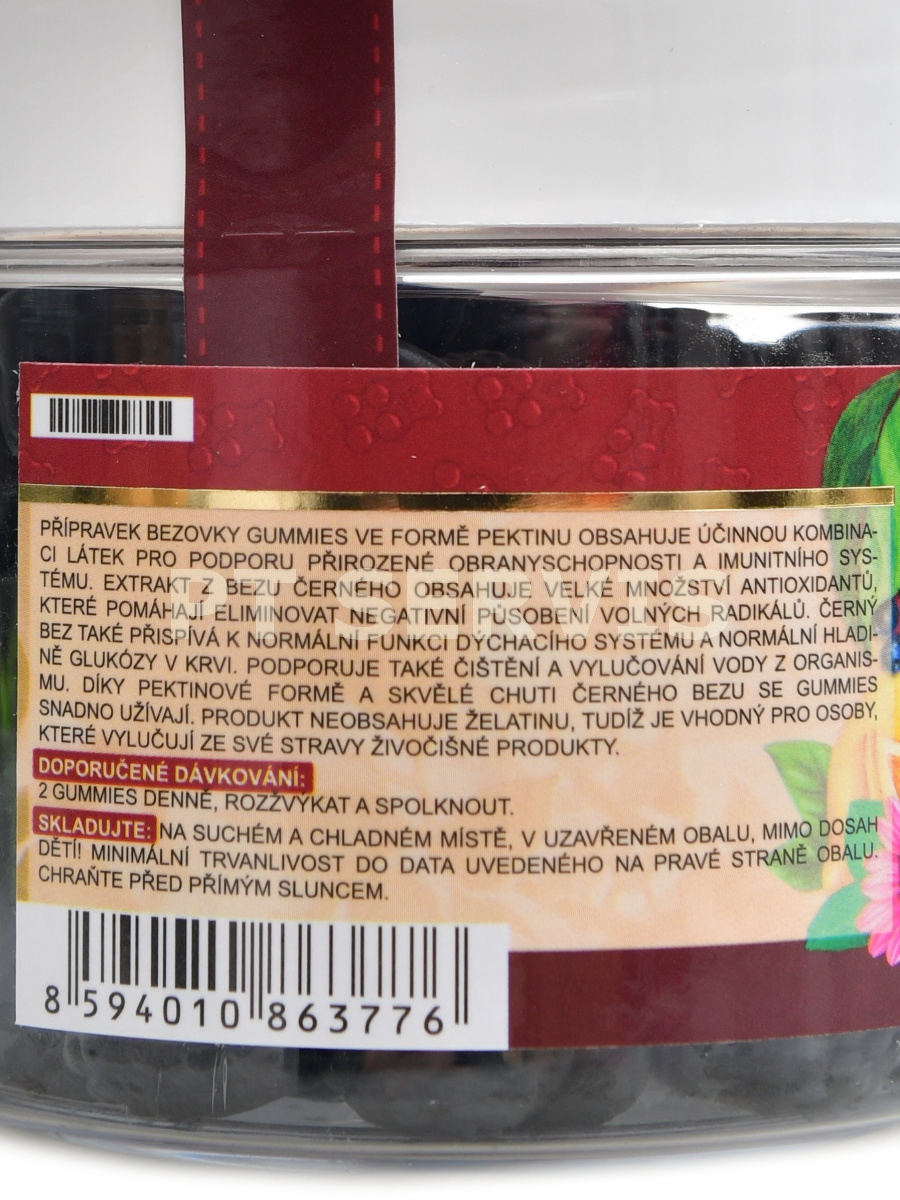 PŘÍPRAVEK BEZOVKY GUMMIES VE FORMĚ PEKTINU OBSAHUJE ÚČINNOU KOMBINA-
CI LÁTEK PRO PODPORU PŘIROZENÉ OBRANYSCHOPNOSTI A IMUNITNÍHO SYS-
TÉMU. EXTRAKT Z BEZU ČERNÉHO OBSAHUJE VELKÉ MNOŽSTVÍ ANTIOXIDANTŮ,
KTERÉ POMÁHAJÍ ELIMINOVAT NEGATIVNÍ PŮSOBENÍ VOLNÝCH RADIKÁLŮ. ČERNÝ
BEZ TAKÉ PŘISPÍVÁ K NORMÁLNÍ FUNKCI DÝCHACÍHO SYSTÉMU A NORMÁLNÍ HLADI-
NĚ GLUKÓZY V KRVI. PODPORUJE TAKÉ ČIŠTĚNÍ A VYLUČOVÁNÍ VODY Z ORGANIS-
MU. DÍKY PEKTINOVÉ FORMĚ A SKVĚLÉ CHUTI ČERNÉHO BEZU SE GUMMIES
SNADNO UŽÍVAJÍ. PRODUKT NEOBSAHUJE ŽELATINU, TUDÍŽ JE VHODNÝ PRO OSOBY,
KTERÉ VYLUČUJÍ ZE SVÉ STRAVY ŽIVOČIŠNÉ PRODUKTY.
DOPORUČENÉ DÁVKOVÁNÍ:
2 GUMMIES DENNĚ, ROZŽVÝKAT A SPOLKNOUT.
SKLADUJTE: NA SUCHÉM A CHLADNÉM MÍSTĚ, V UZAVŘENÉM OBALU, MIMO DOSAH
DĚTÍ! MINIMÁLNÍ TRVANLIVOST DO DATA UVEDENÉHO NA PRAVÉ STRANĚ OBALU.
CHRAŇTE PŘED PŘÍMÝM SLUNCEM.
8 594010 863776